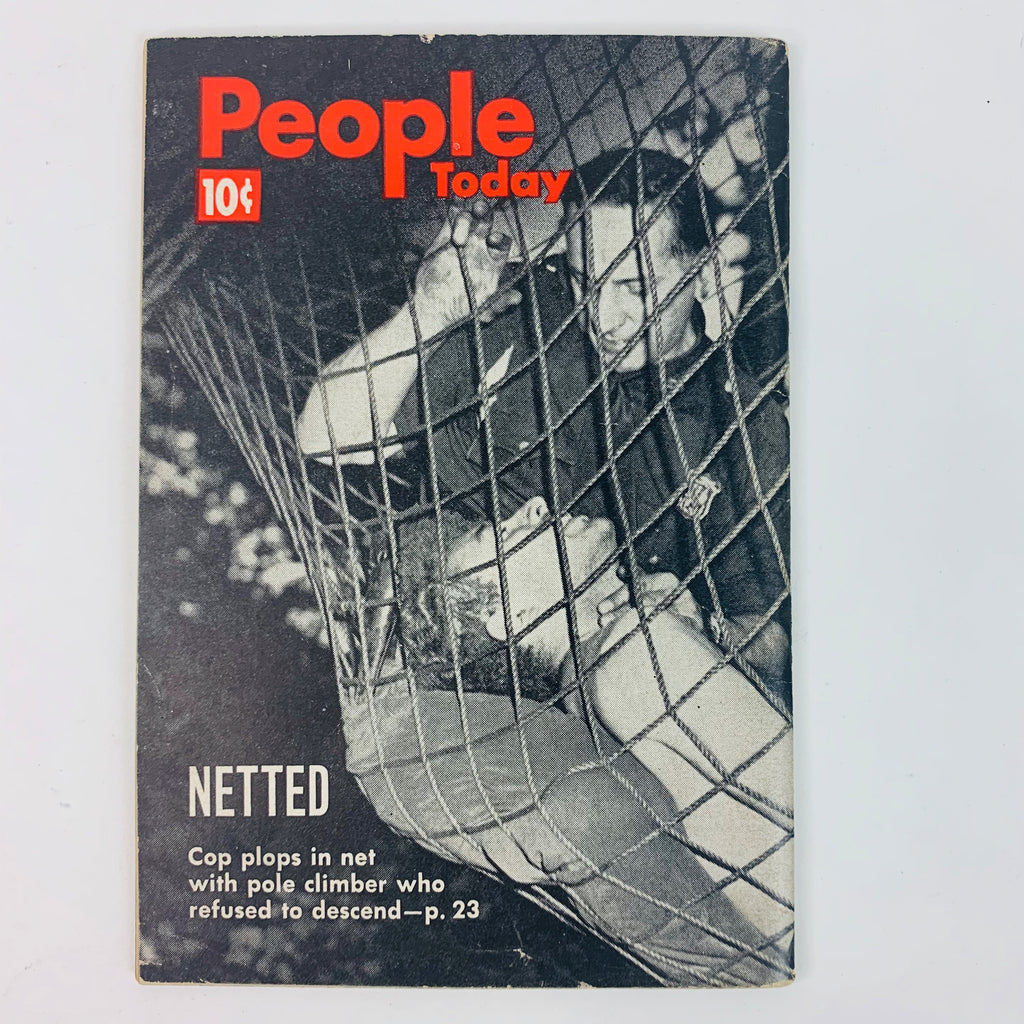 People
Today
10¢
NETTED
Cop plops in net
with pole climber who
refused to descend—p. 23